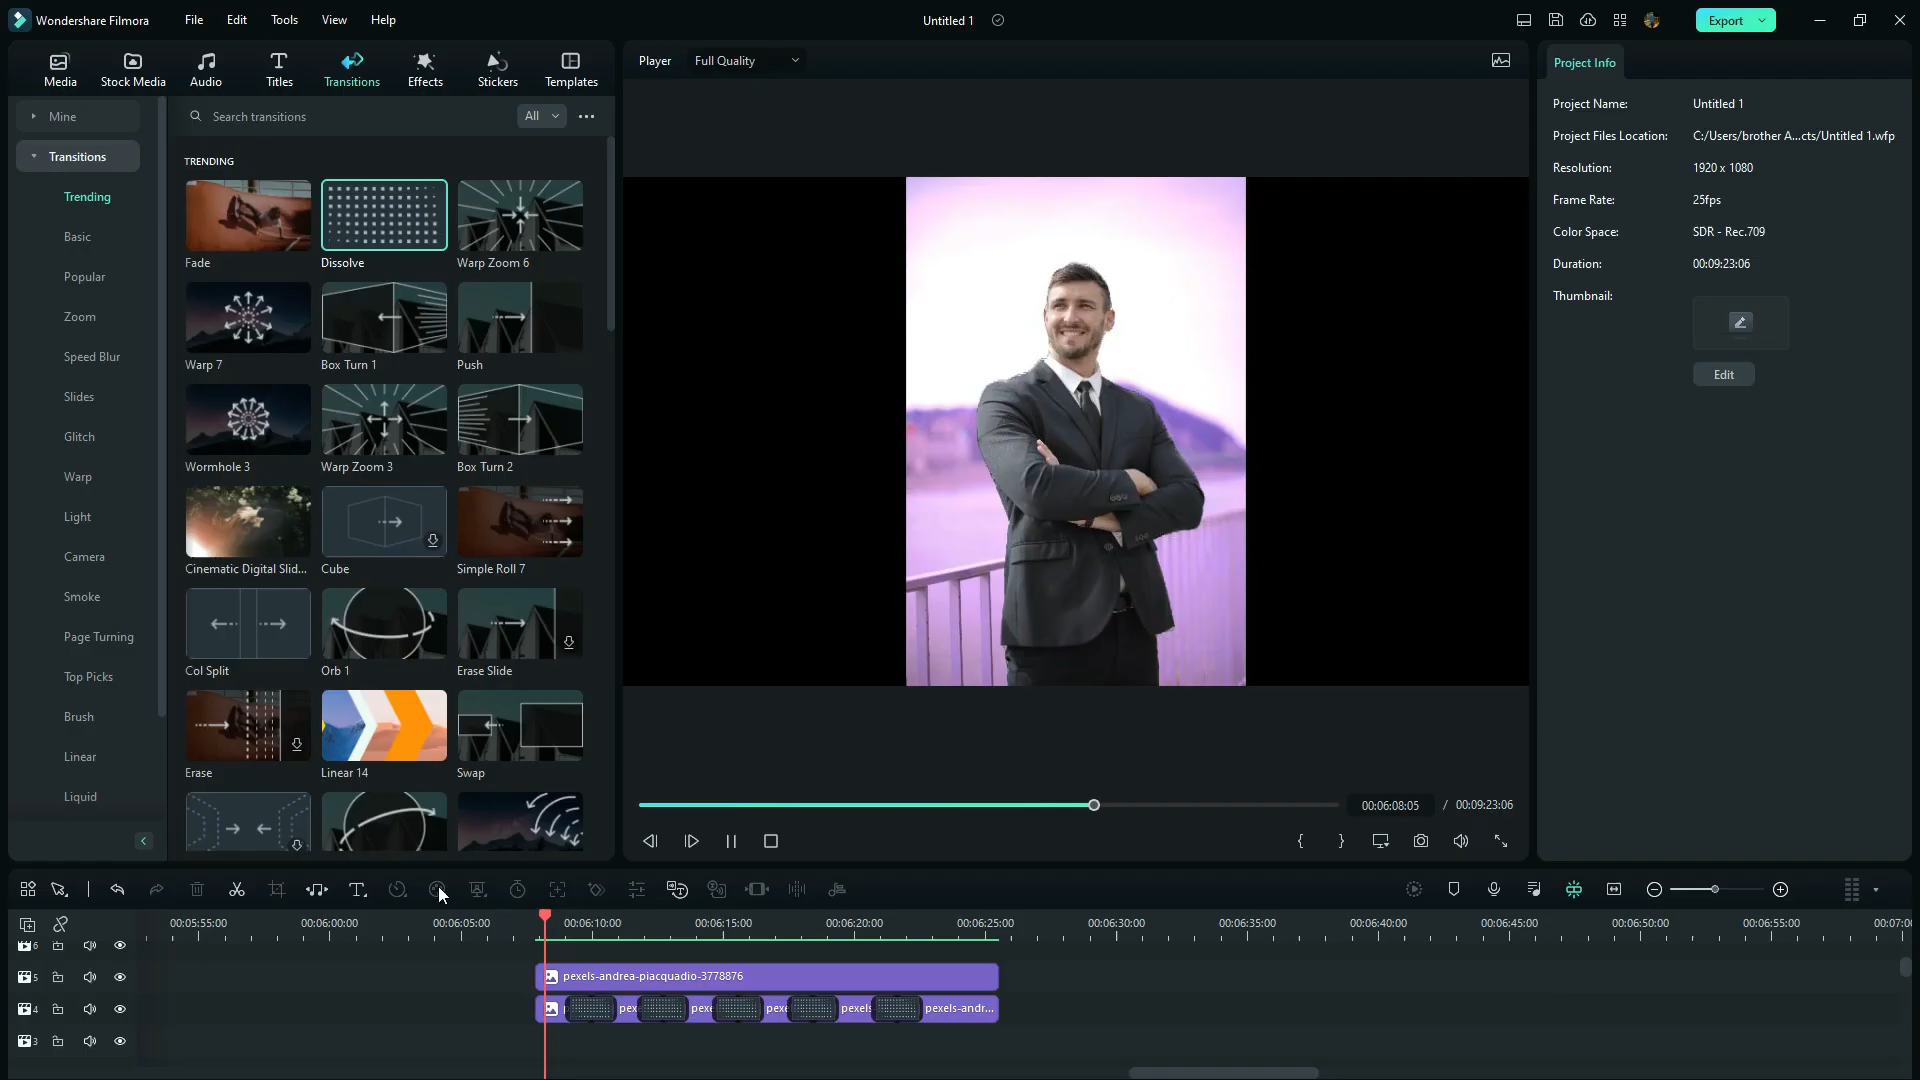 Wondershare Filmora
File
Edit
Tools
View
Help
Untitled 1
Export
Media
Stock Media
Audio
Titles
Transitions
Effects
Stickers
Templates
Player
Full Quality
Project Info
Mine
Search transitions
All
Transitions
TRENDING
Trending
Basic
Popular
Zoom
Speed Blur
Slides
Glitch
Warp
Light
Camera
Smoke
Page Turning
Top Picks
Brush
Linear
Liquid
Fade
Dissolve
Warp Zoom 6
Warp 7
Box Turn 1
Push
Wormhole 3
Warp Zoom 3
Box Turn 2
Cinematic Digital Slid...
Cube
Simple Roll 7
Col Split
Orb 1
Erase Slide
Erase
Linear 14
Swap
Project Name: Untitled 1
Project Files Location: C:/Users/brother A...cts/Untitled 1.wfp
Resolution: 1920 x 1080
Frame Rate: 25fps
Color Space: SDR - Rec.709
Duration: 00:09:23:06
Thumbnail:
Edit
00:06:08:05 / 00:09:23:06
{ }
00:05:55:00 00:06:00:00 00:06:05:00 00:06:10:00 00:06:15:00 00:06:20:00 00:06:25:00 00:06:30:00 00:06:35:00 00:06:40:00 00:06:45:00 00:06:50:00 00:06:55:00 00:07:0
6
5
pexels-andrea-piacquadio-3778876
4
pex pexe pexe pexels pexels-andr...
3